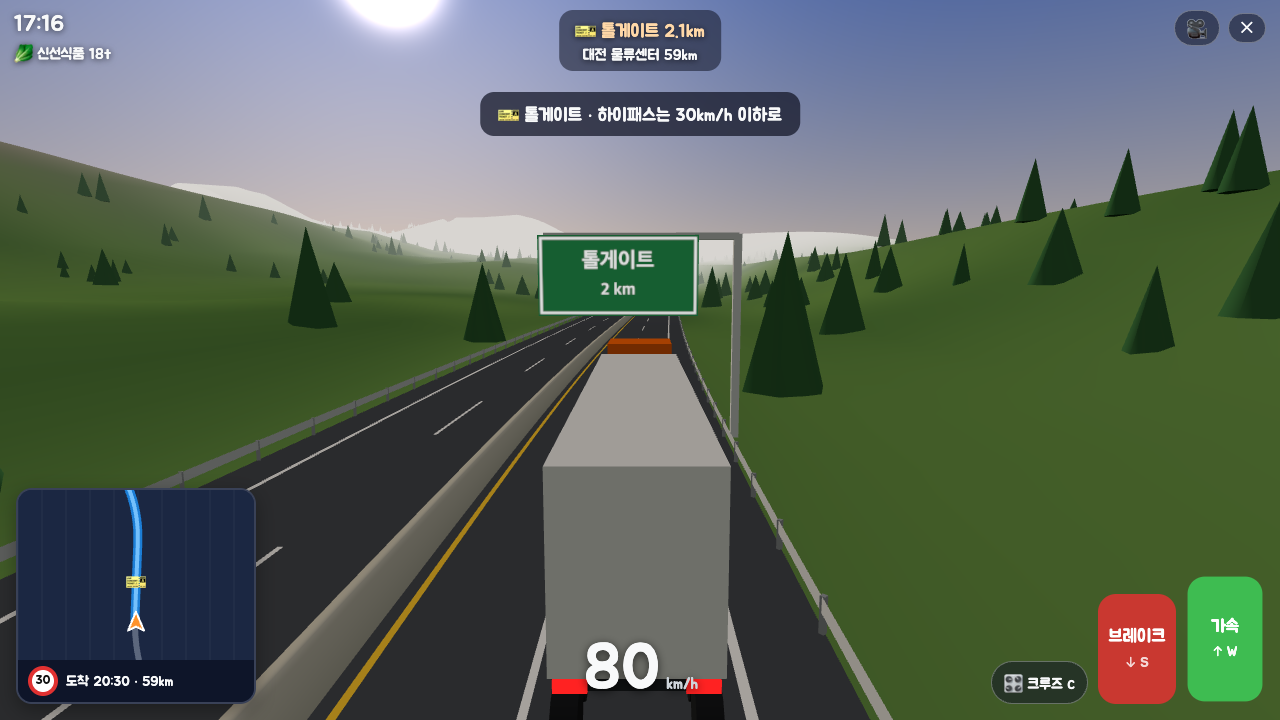 17:16
신선식품 18t
톨게이트 2.1km
대전 물류센터 59km
톨게이트 · 하이패스는 30km/h 이하로
톨게이트
2 km
30 도착 20:30 · 59km
80 km/h
크루즈 C
브레이크
↓ S
가속
↑ W